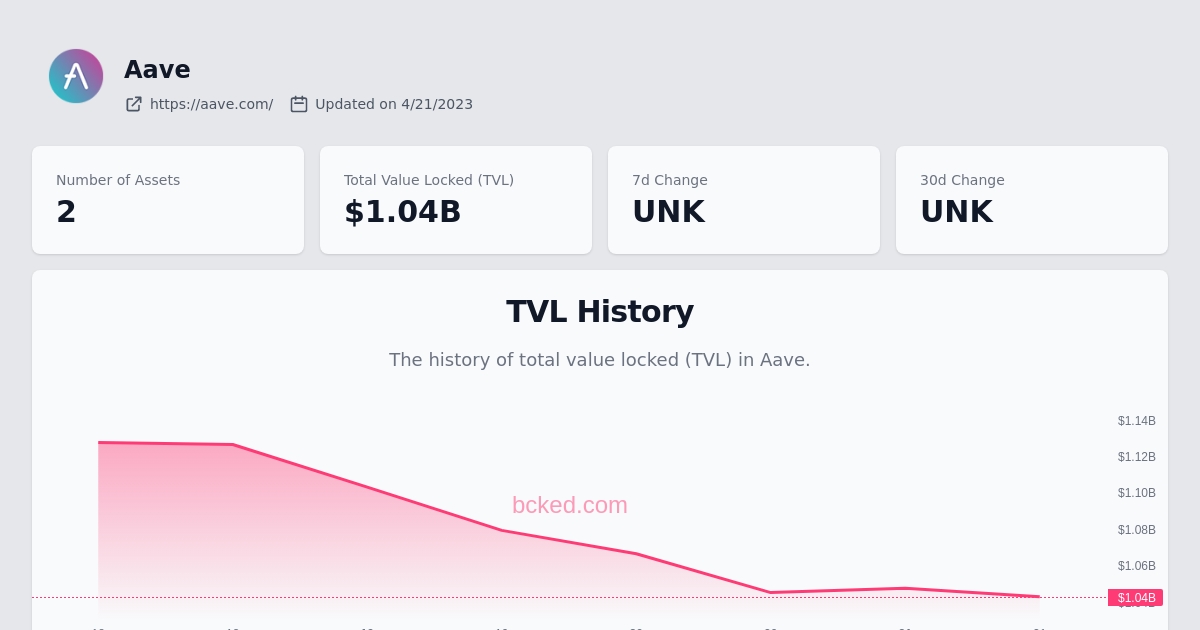 Aave
https://aave.com/ Updated on 4/21/2023
Number of Assets
2
Total Value Locked (TVL)
$1.04B
7d Change
UNK
30d Change
UNK
TVL History
The history of total value locked (TVL) in Aave.
$1.14B
$1.12B
$1.10B
bcked.com
$1.08B
$1.06B
$1.04B